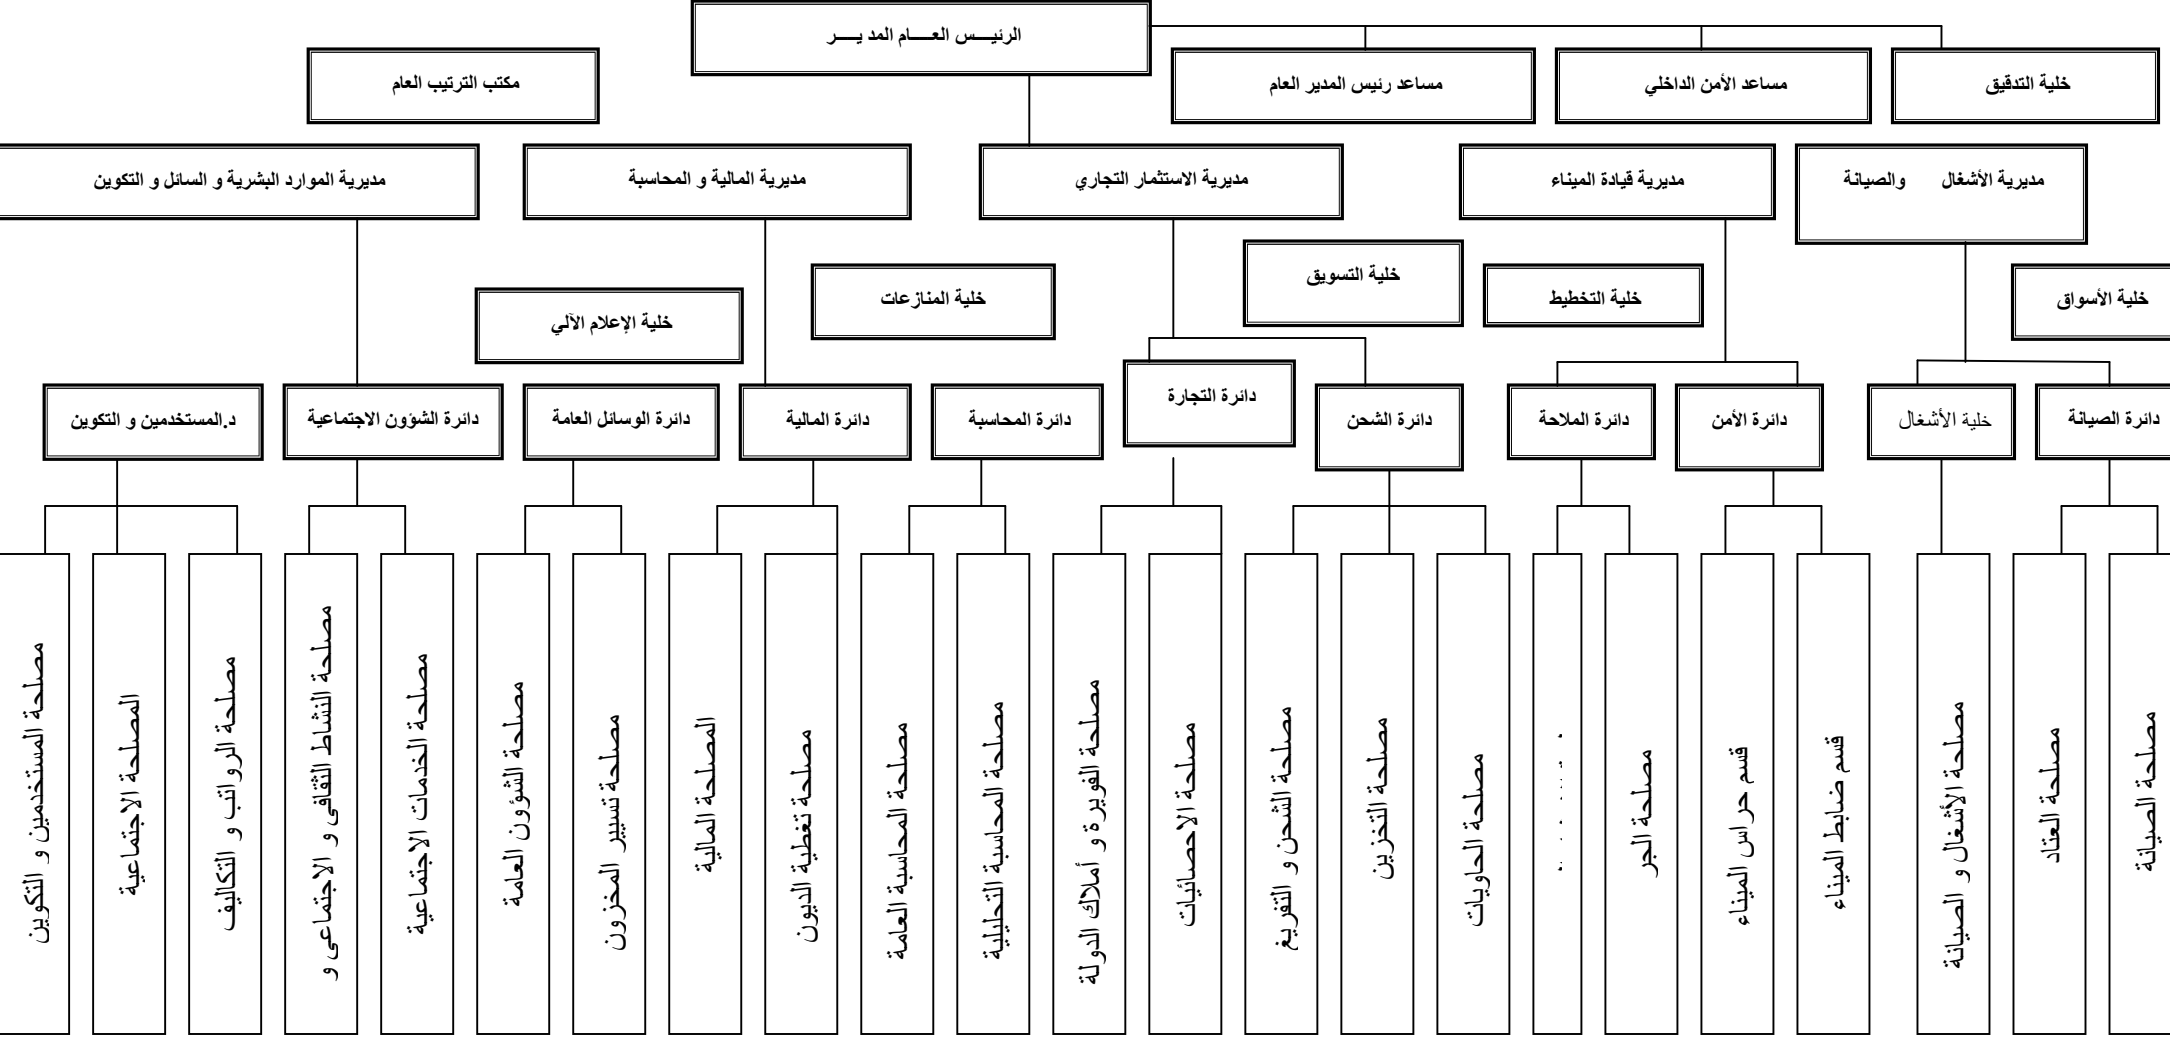 الرئيـــس العــــام المد يـــــر
خلية التدقيق
مساعد الأمن الداخلي
مساعد رئيس المدير العام
مكتب الترتيب العام
مديرية الأشغال والصيانة
مديرية قيادة الميناء
مديرية الاستثمار التجاري
مديرية المالية و المحاسبة
مديرية الموارد البشرية و السائل و التكوين
خلية الأسواق
خلية التخطيط
خلية التسويق
خلية المنازعات
خلية الإعلام الآلي
دائرة الصيانة
خلية الأشغال
دائرة الأمن
دائرة الملاحة
دائرة الشحن
دائرة التجارة
دائرة المحاسبة
دائرة المالية
دائرة الوسائل العامة
دائرة الشؤون الاجتماعية
د.المستخدمين و التكوين
مصلحة الصيانة
مصلحة العتاد
مصلحة الأشغال و الصيانة
قسم ضابط الميناء
قسم حراس الميناء
مصلحة الجر
مصلحة الحاويات
مصلحة التخزين
مصلحة الشحن و التفريغ
مصلحة الاحصائيات
مصلحة الفويرة و أملاك الدولة
مصلحة المحاسبة التحليلية
مصلحة المحاسبة العامة
مصلحة تغطية الديون
المصلحة المالية
مصلحة تسيير المخزون
مصلحة الشؤون العامة
مصلحة الخدمات الاجتماعية
مصلحة النشاط الثقافي و الاجتماعي و
مصلحة الرواتب و التكاليف
المصلحة الاجتماعية
مصلحة المستخدمين و التكوين